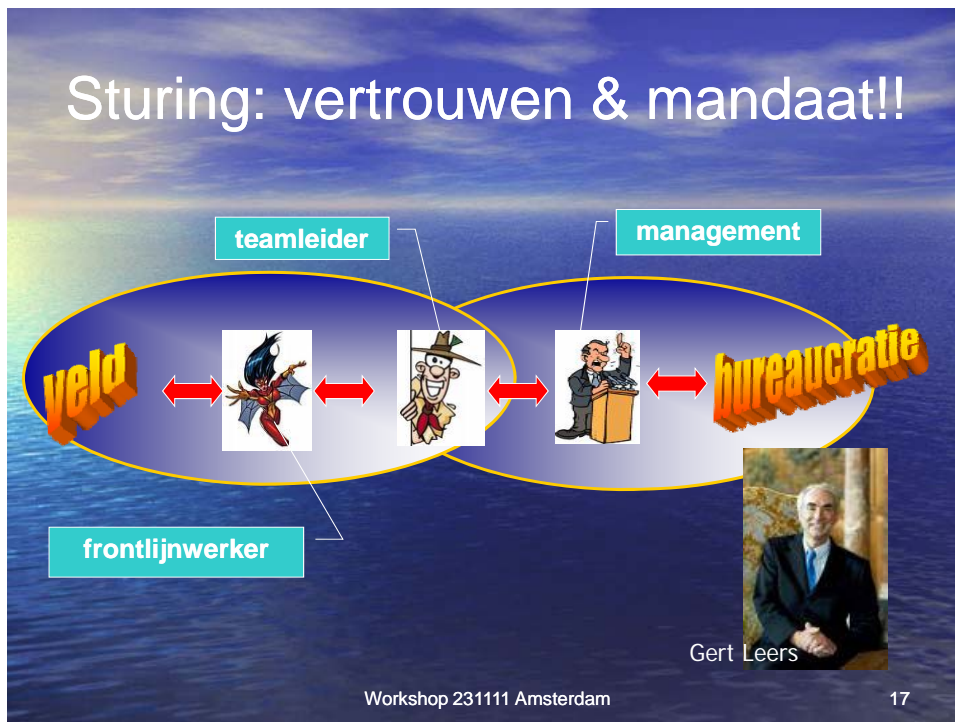 Sturing: vertrouwen & mandaat!!
teamleider
management
veld
bureaucratie
frontlijnwerker
Gert Leers
Workshop 231111 Amsterdam
17